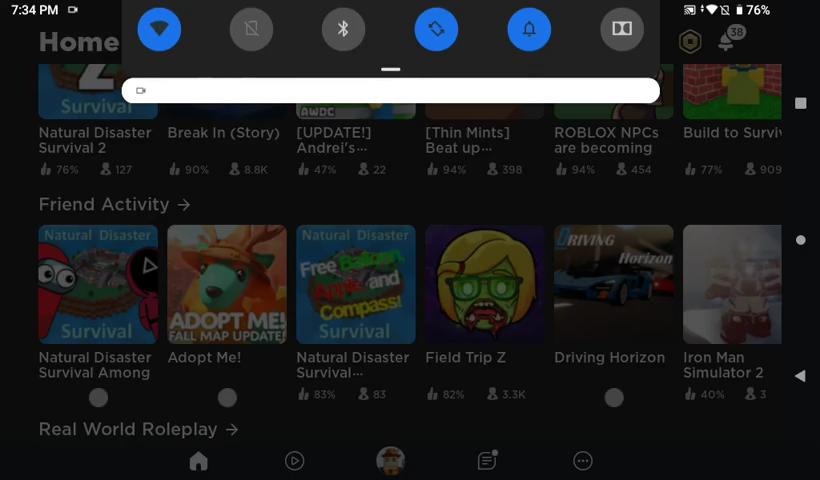 7:34 PM
76%
Home
38
Survival
AWDC
Natural Disaster
Survival 2
Break In (Story)
[UPDATE!]
Andrei's...
[Thin Mints]
Beat up...
ROBLOX NPCs
are becoming
Build to Surviv
76% 127
90% 8.8K
47% 22
94% 398
94% 454
77% 909
Friend Activity →
Natural Disaster
Survival
ADOPT ME!
FALL MAP UPDATE!
Natural Disaster
Free Balloon,
Apple and
Compass!
Survival
DRIVING
Horizon
Natural Disaster
Survival Among
Adopt Me!
Natural Disaster
Survival...
Field Trip Z
Driving Horizon
Iron Man
Simulator 2
83% 83
82% 3.3K
40% 3
Real World Roleplay →